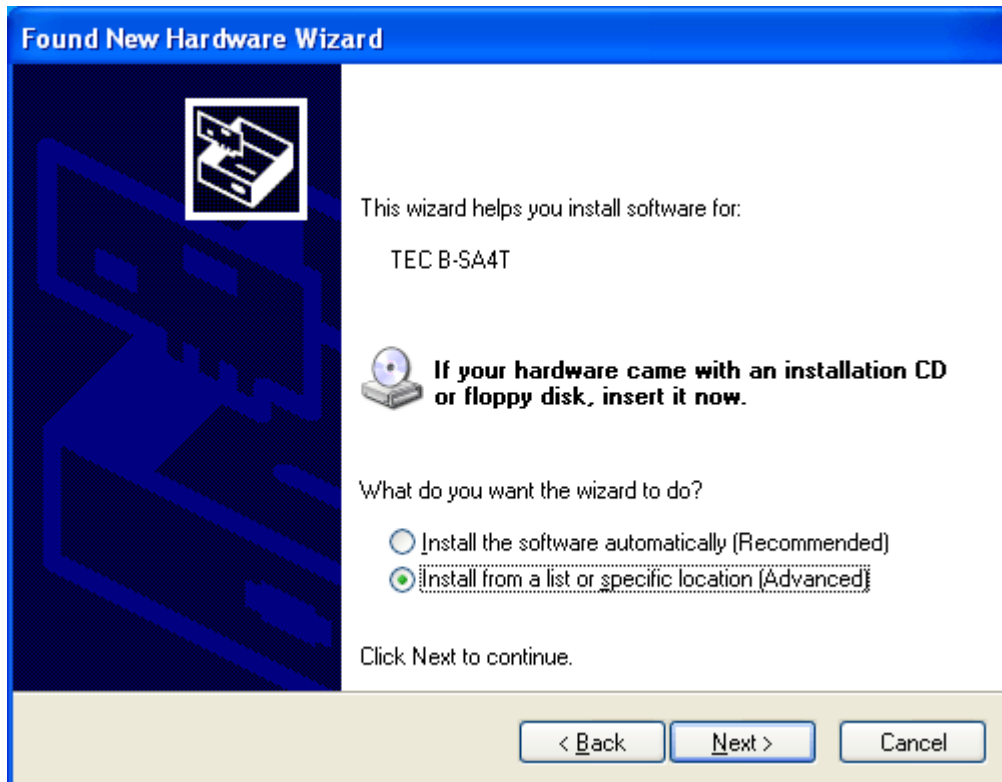 Found New Hardware Wizard
This wizard helps you install software for:
TEC B-SA4T
If your hardware came with an installation CD
or floppy disk, insert it now.
What do you want the wizard to do?
Install the software automatically (Recommended)
Install from a list or specific location (Advanced)
Click Next to continue.
< Back Next > Cancel